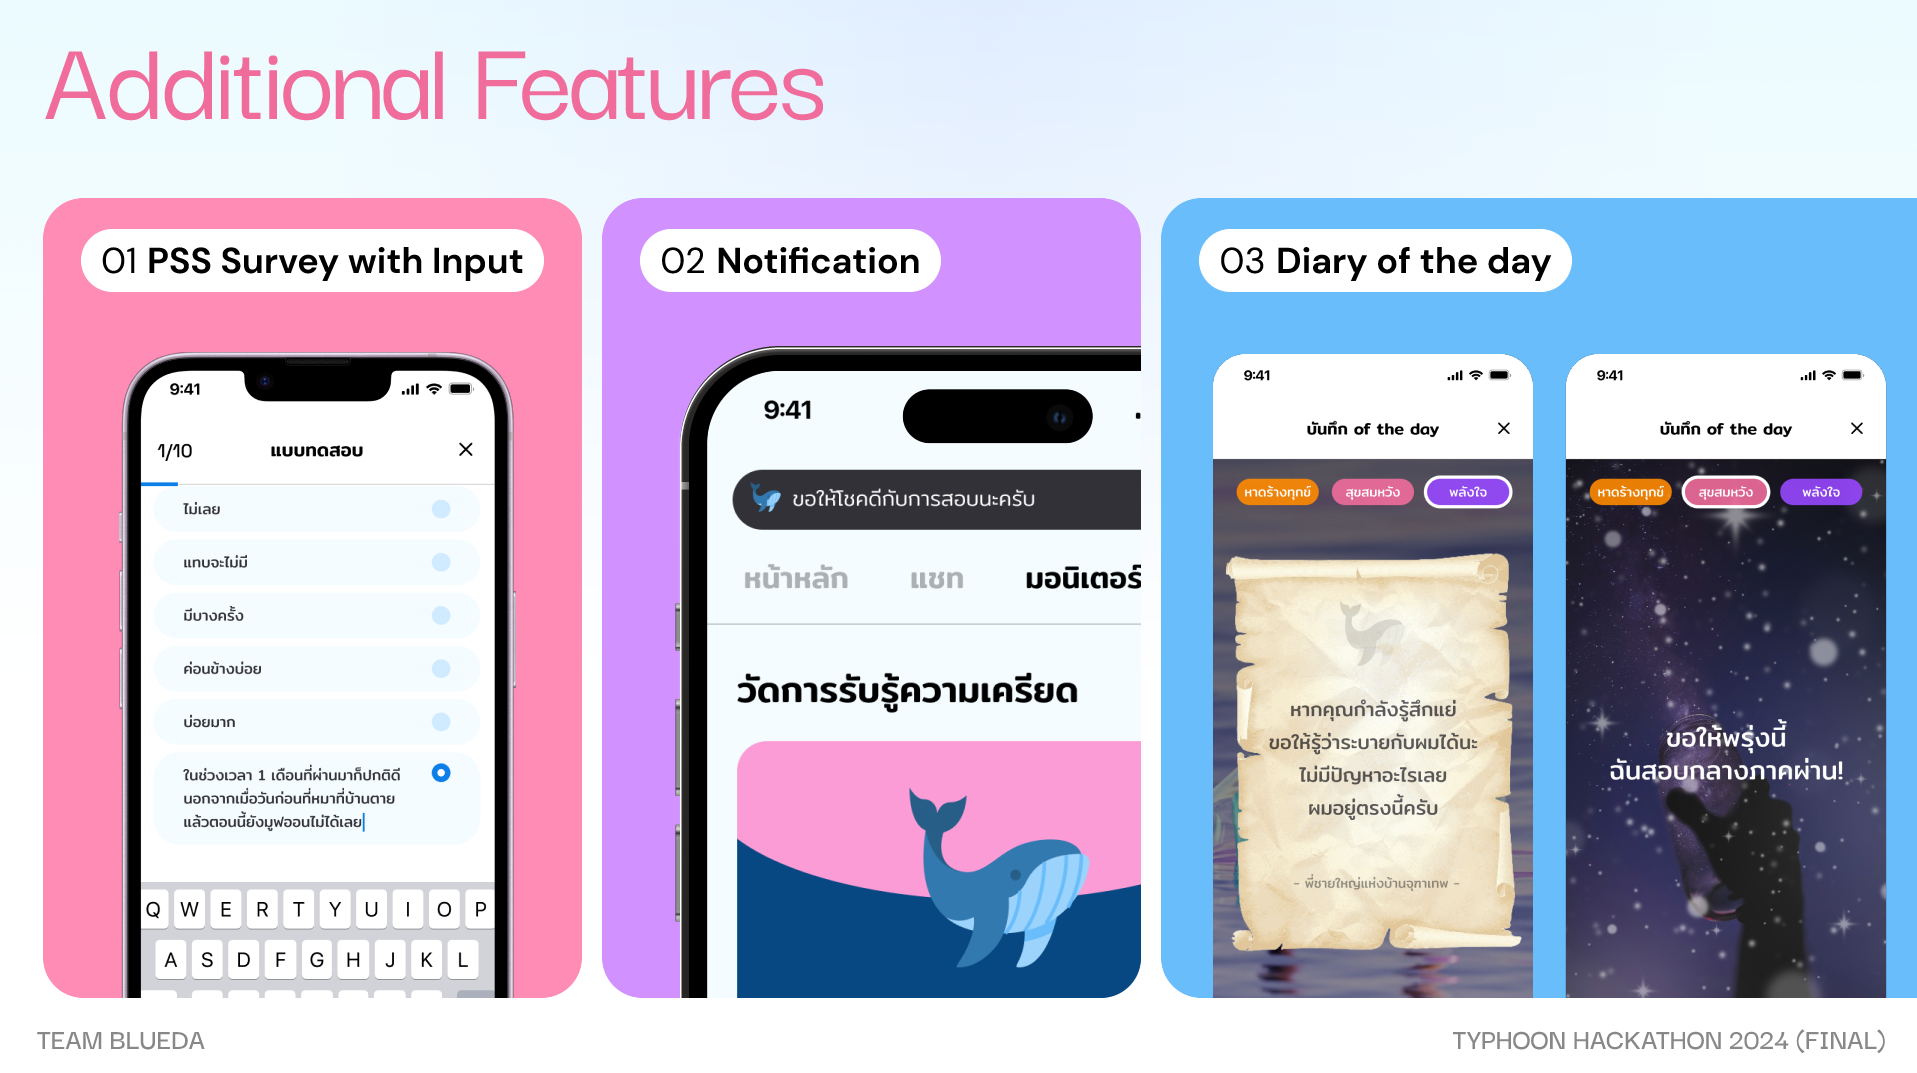 Additional Features
01 PSS Survey with Input
9:41
1/10
แบบทดสอบ
ไม่เลย
แทบจะไม่มี
มีบางครั้ง
ค่อนข้างบ่อย
บ่อยมาก
ในช่วงเวลา 1 เดือนที่ผ่านมาก็ปกติดี
นอกจากเมื่อวันก่อนที่หมาที่บ้านตาย
แล้วตอนนี้ยังมูฟออนไม่ได้เลย
Q W E R T Y U I O P
A S D F G H J K L
02 Notification
9:41
ขอให้โชคดีกับการสอบนะครับ
หน้าหลัก แชท มอนิเตอร์
วัดการรับรู้ความเครียด
03 Diary of the day
9:41
บันทึก of the day
หาดร้างทุกข์ สุขสมหวัง พลังใจ
หากคุณกำลังรู้สึกแย่
ขอให้รู้ว่าระบายกับผมได้นะ
ไม่มีปัญหาอะไรเลย
ผมอยู่ตรงนี้ครับ
- พี่ชายใหญ่แห่งบ้านจุฑาเทพ -
9:41
บันทึก of the day
หาดร้างทุกข์ สุขสมหวัง พลังใจ
ขอให้พรุ่งนี้
ฉันสอบกลางภาคผ่าน!
TEAM BLUEDA
TYPHOON HACKATHON 2024 (FINAL)